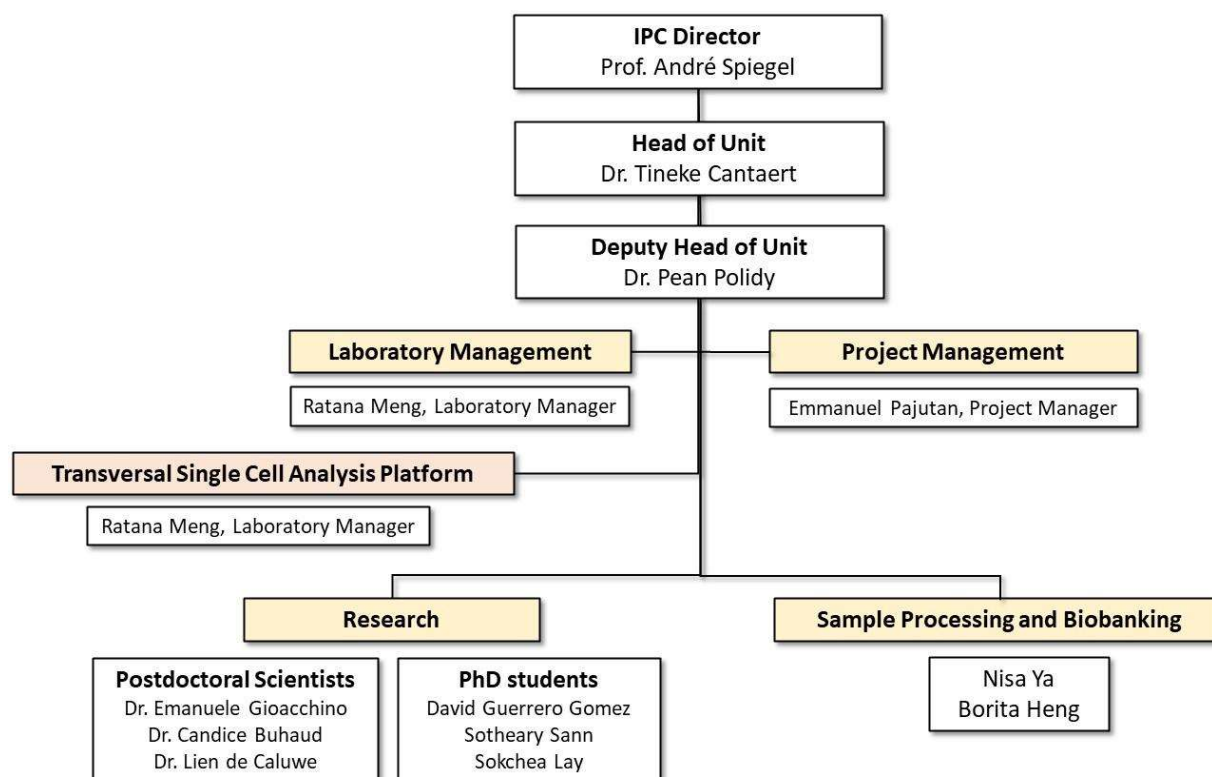 IPC Director
Prof. André Spiegel
Head of Unit
Dr. Tineke Cantaert
Deputy Head of Unit
Dr. Pean Polidy
Laboratory Management
Ratana Meng, Laboratory Manager
Project Management
Emmanuel Pajutan, Project Manager
Transversal Single Cell Analysis Platform
Ratana Meng, Laboratory Manager
Research
Postdoctoral Scientists
Dr. Emanuele Gioacchino
Dr. Candice Buhaud
Dr. Lien de Caluwe
PhD students
David Guerrero Gomez
Sotheary Sann
Sokchea Lay
Sample Processing and Biobanking
Nisa Ya
Borita Heng